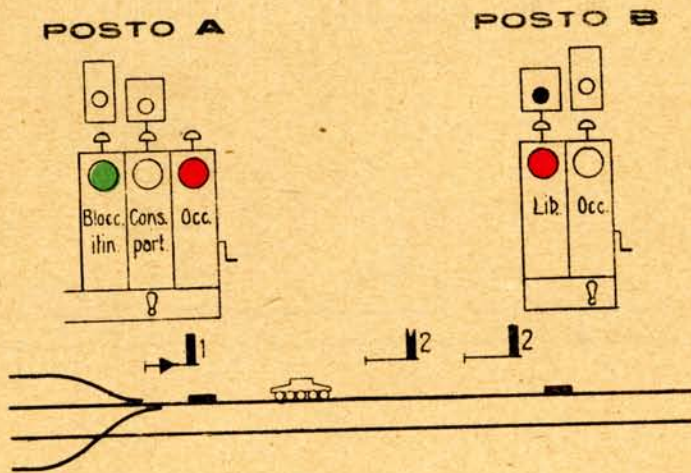 POSTO A
POSTO B
Blocc. itin.
Cons. part.
Occ.
Lib.
Occ.
1
2
2